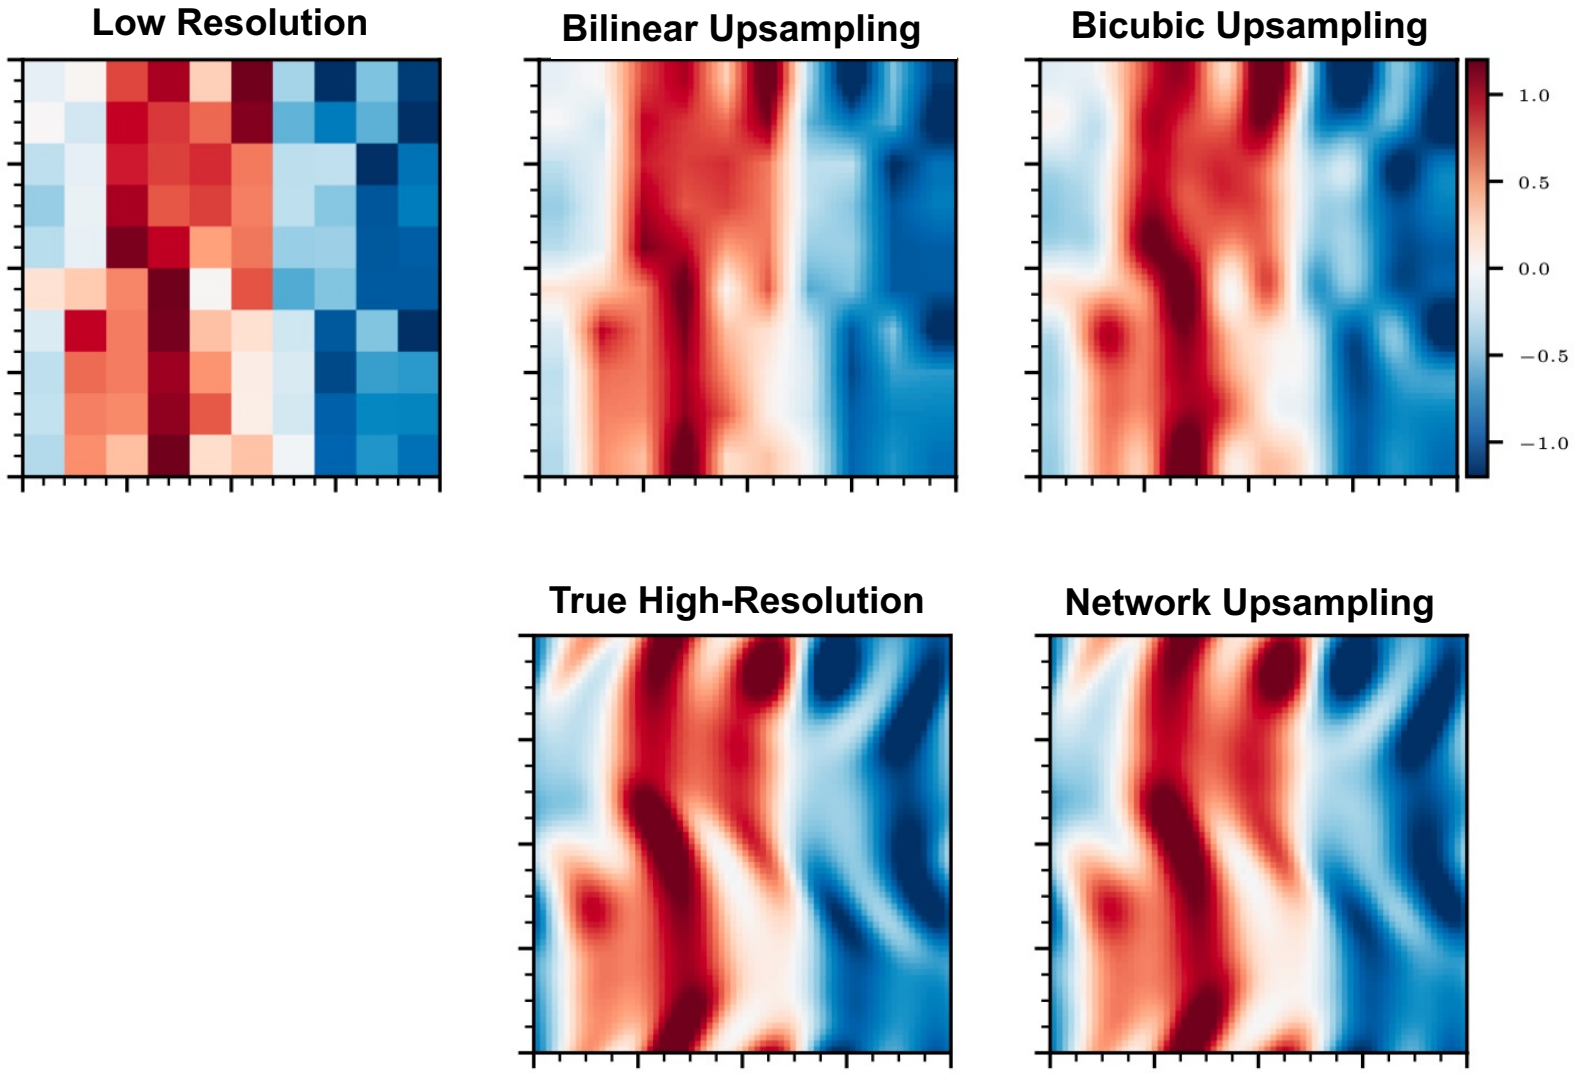 Low Resolution
Bilinear Upsampling
Bicubic Upsampling
1.0
0.5
0.0
−0.5
−1.0
True High-Resolution
Network Upsampling